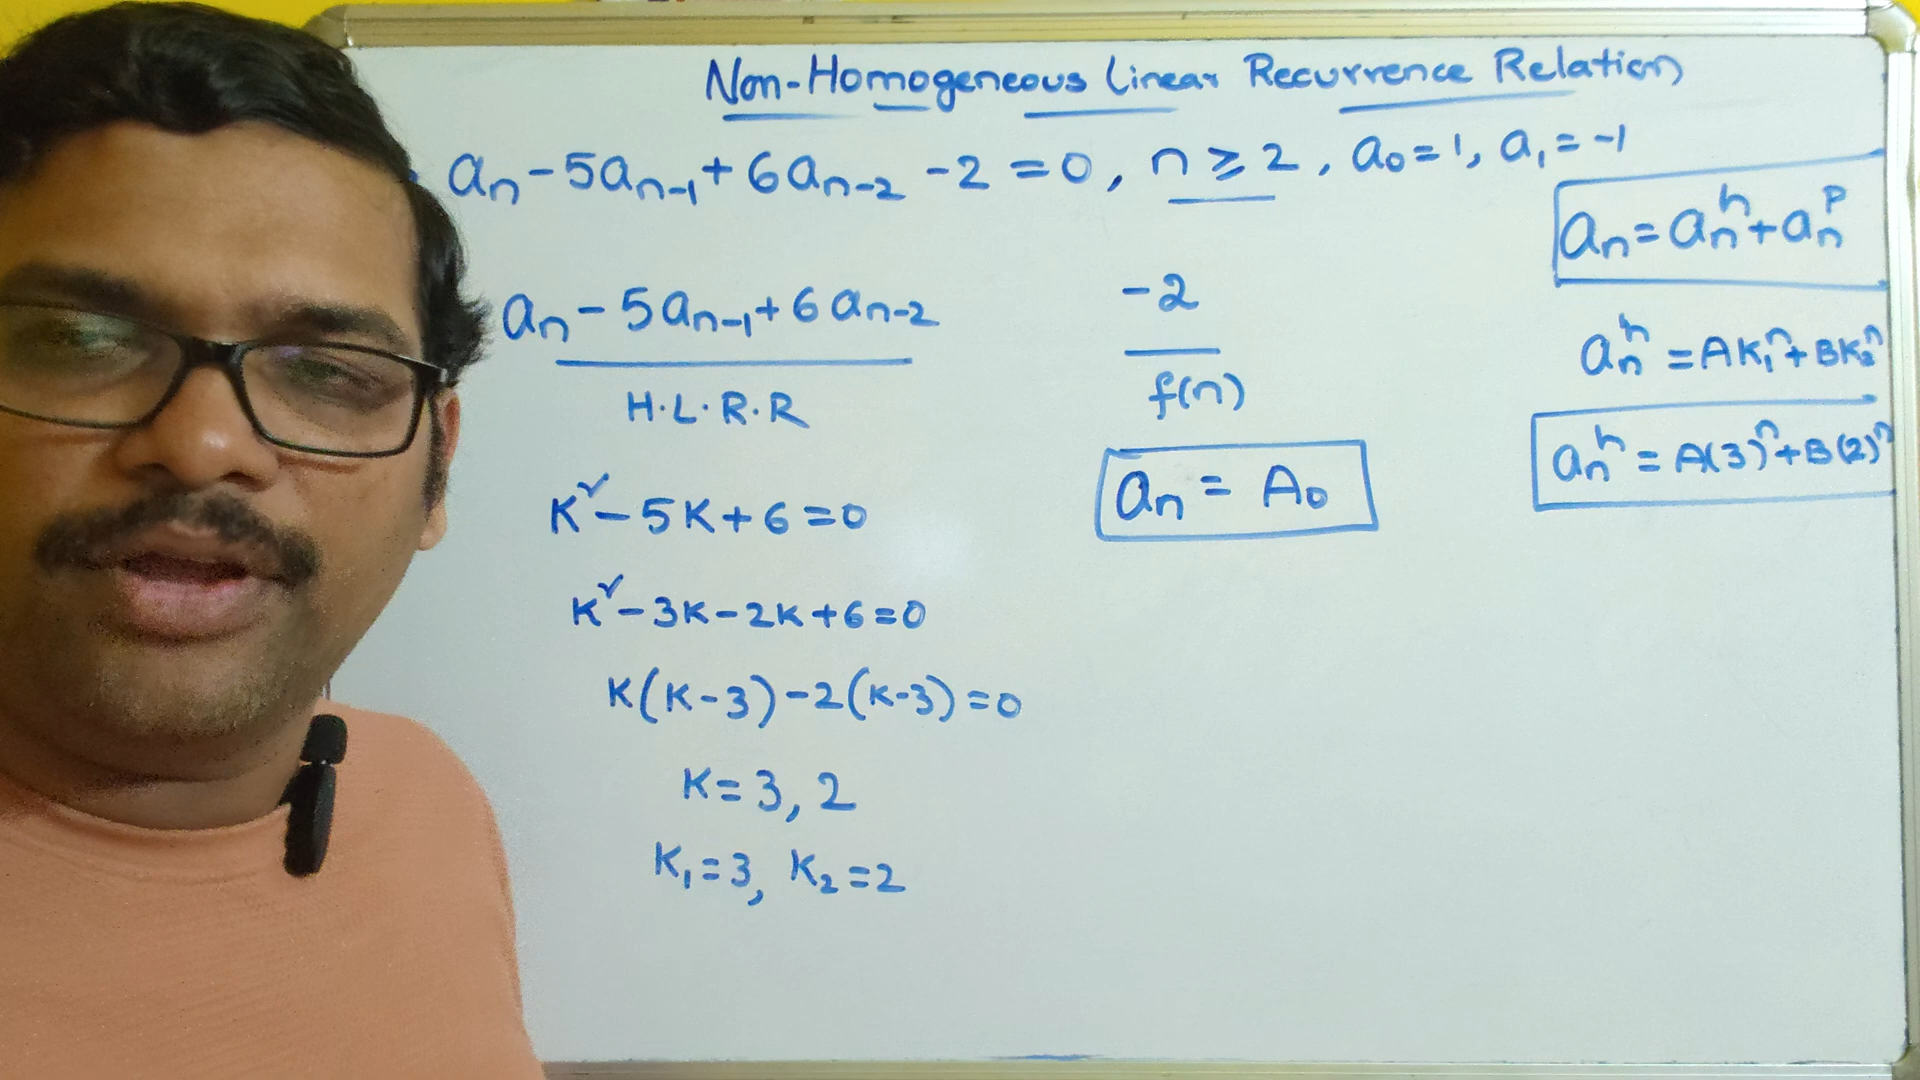 Non-Homogeneous Linear Recurrence Relation
aₙ - 5aₙ₋₁ + 6aₙ₋₂ - 2 = 0, n ≥ 2, a₀ = 1, a₁ = -1
aₙ = aₙʰ + aₙᵖ
aₙ - 5aₙ₋₁ + 6aₙ₋₂
-2
H.L.R.R
f(n)
aₙʰ = AK₁ⁿ + BK₂ⁿ
aₙ = A₀
aₙʰ = A(3)ⁿ + B(2)ⁿ
K² - 5K + 6 = 0
K² - 3K - 2K + 6 = 0
K(K-3) - 2(K-3) = 0
K = 3, 2
K₁ = 3, K₂ = 2